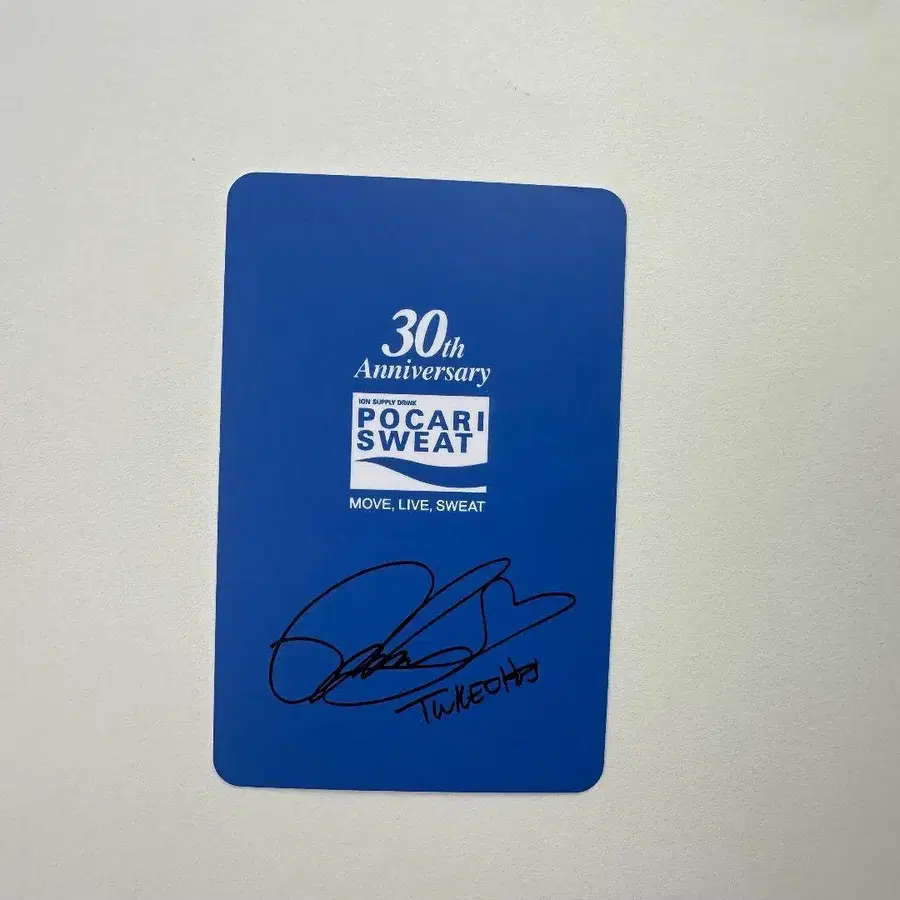 30th
Anniversary
ION SUPPLY DRINK
POCARI
SWEAT
MOVE, LIVE, SWEAT